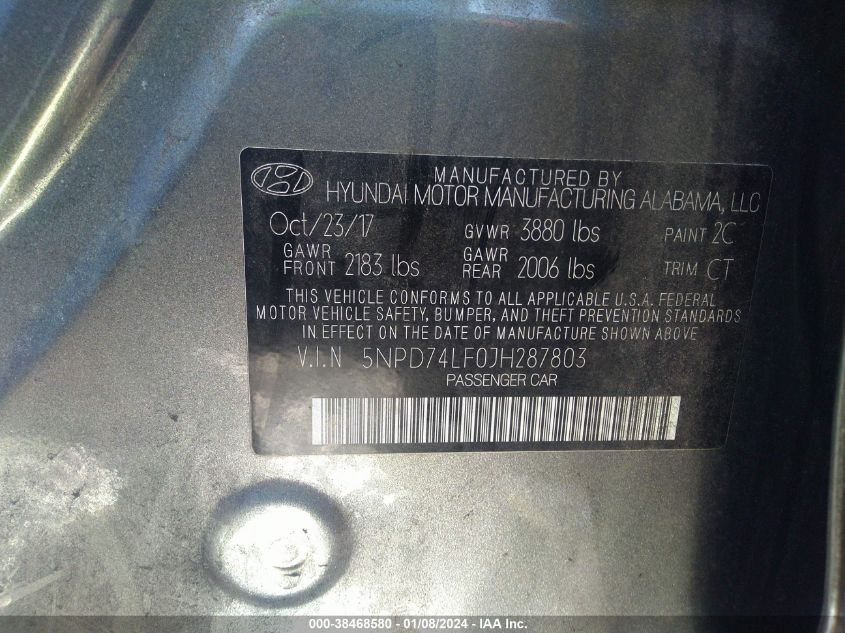 MANUFACTURED BY
HYUNDAI MOTOR MANUFACTURING ALABAMA, LLC
Oct/23/17 GVWR 3880 lbs PAINT 2C
GAWR FRONT 2183 lbs GAWR REAR 2006 lbs TRIM CT
THIS VEHICLE CONFORMS TO ALL APPLICABLE U.S.A. FEDERAL
MOTOR VEHICLE SAFETY, BUMPER, AND THEFT PREVENTION STANDARDS
IN EFFECT ON THE DATE OF MANUFACTURE SHOWN ABOVE
V.I.N 5NPD74LF0JH287803
PASSENGER CAR
000-38468580 - 01/08/2024 - IAA Inc.